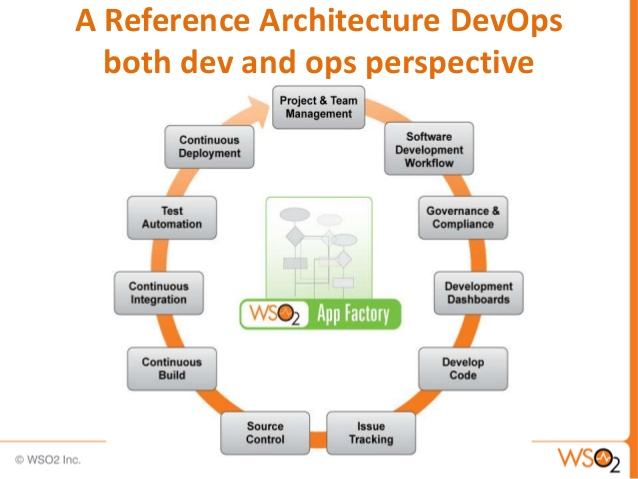 A Reference Architecture DevOps
both dev and ops perspective
Project & Team
Management
Software
Development
Workflow
Governance &
Compliance
Development
Dashboards
Develop
Code
Issue
Tracking
Source
Control
Continuous
Build
Continuous
Integration
Test
Automation
Continuous
Deployment
WSO2 App Factory
© WSO2 Inc.
WSO2